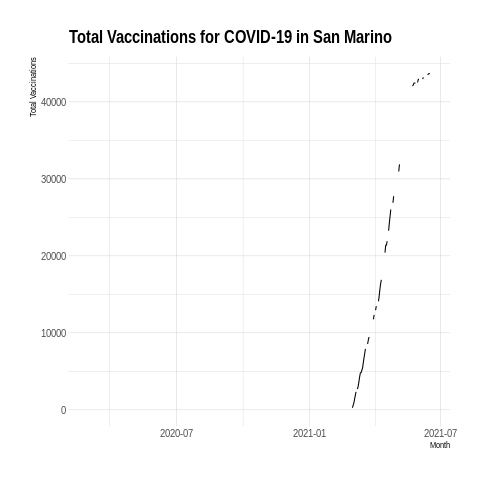 Total Vaccinations for COVID-19 in San Marino
Total Vaccinations
40000
30000
20000
10000
0
2020-07
2021-01
2021-07
Month